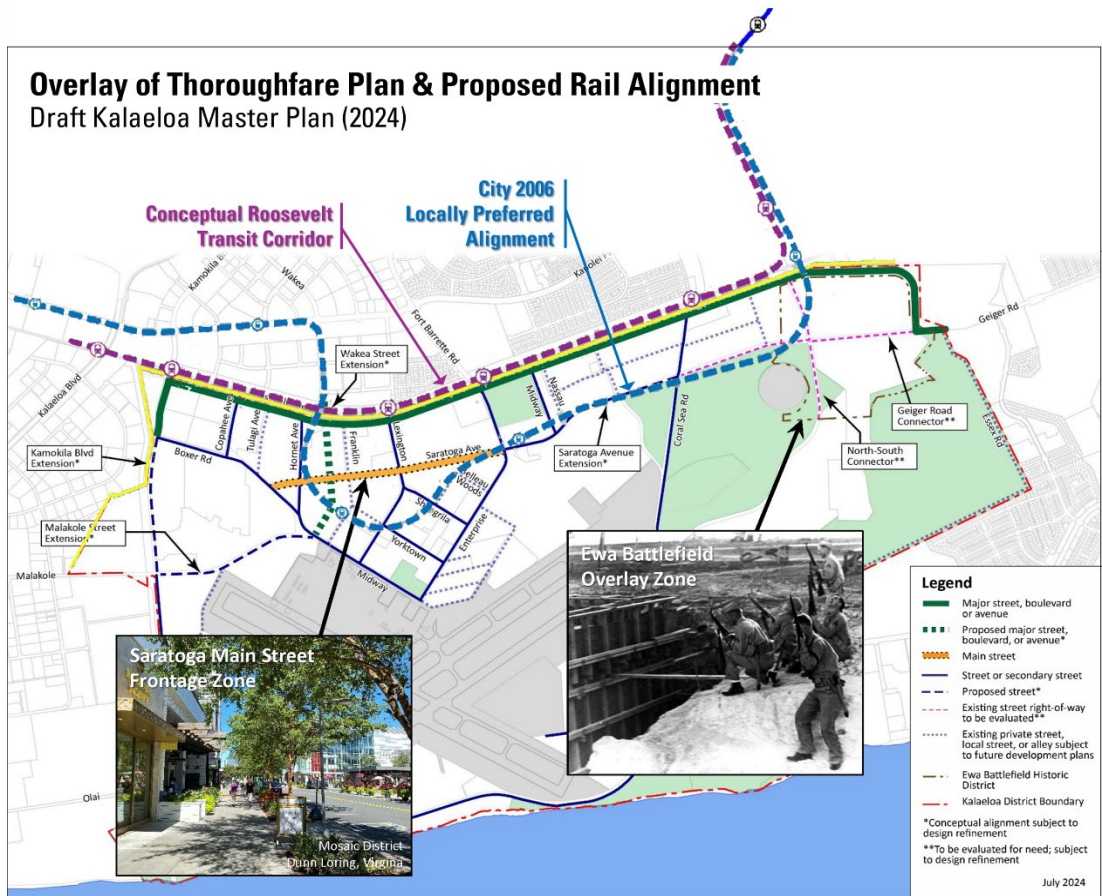 Overlay of Thoroughfare Plan & Proposed Rail Alignment
Draft Kalaeloa Master Plan (2024)
City 2006
Locally Preferred
Alignment
Conceptual Roosevelt
Transit Corridor
Kamokila B
Wakea
Fort Barrette Rd
Kalaeloa Blvd
Wakea Street
Extension*
Geiger Rd
Copahee Ave
Tulagi Ave
Hornet Ave
Franklin
Lexington
Midway
Nassau
Coral Sea Rd
Essex Rd
Boxer Rd
Saratoga Ave
Saratoga Avenue
Extension*
Geiger Road
Connector**
North-South
Connector**
Kamokila Blvd
Extension*
Belleau
Woods
Shangrila
Enterprise
Yorktown
Midway
Malakole Street
Extension*
Malakole
Olai
Saratoga Main Street
Frontage Zone
Mosaic District
Dunn Loring, Virgina
Ewa Battlefield
Overlay Zone
Legend
Major street, boulevard
or avenue
Proposed major street,
boulevard, or avenue*
Main street
Street or secondary street
Proposed street*
Existing street right-of-way
to be evaluated**
Existing private street,
local street, or alley subject
to future development plans
Ewa Battlefield Historic
District
Kalaeloa District Boundary
*Conceptual alignment subject to
design refinement
**To be evaluated for need; subject
to design refinement
July 2024